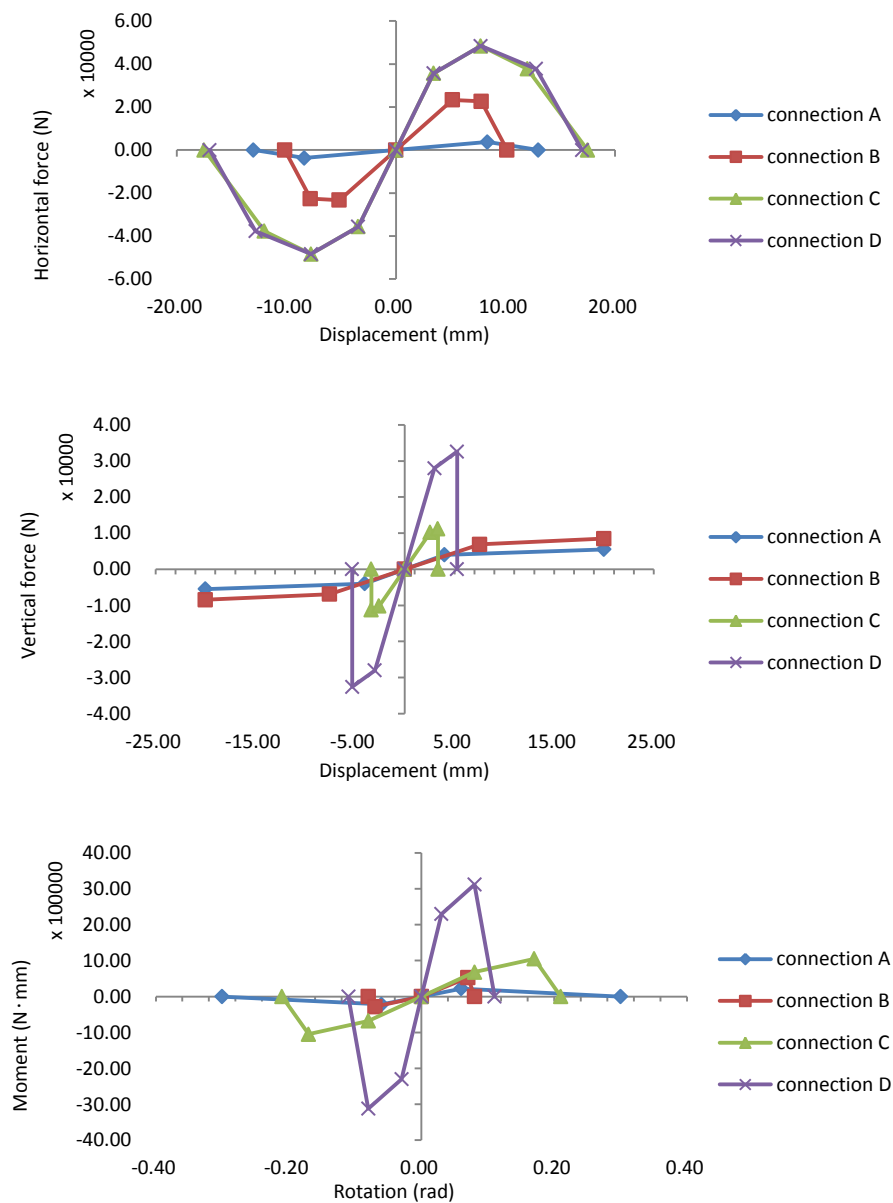 6.00
4.00
2.00
0.00
-2.00
-4.00
-6.00
x 10000
Horizontal force (N)
-20.00 -10.00 0.00 10.00 20.00
Displacement (mm)
connection A
connection B
connection C
connection D
4.00
3.00
2.00
1.00
0.00
-1.00
-2.00
-3.00
-4.00
x 10000
Vertical force (N)
-25.00 -15.00 -5.00 5.00 15.00 25.00
Displacement (mm)
connection A
connection B
connection C
connection D
40.00
30.00
20.00
10.00
0.00
-10.00
-20.00
-30.00
-40.00
x 100000
Moment (N·mm)
-0.40 -0.20 0.00 0.20 0.40
Rotation (rad)
connection A
connection B
connection C
connection D